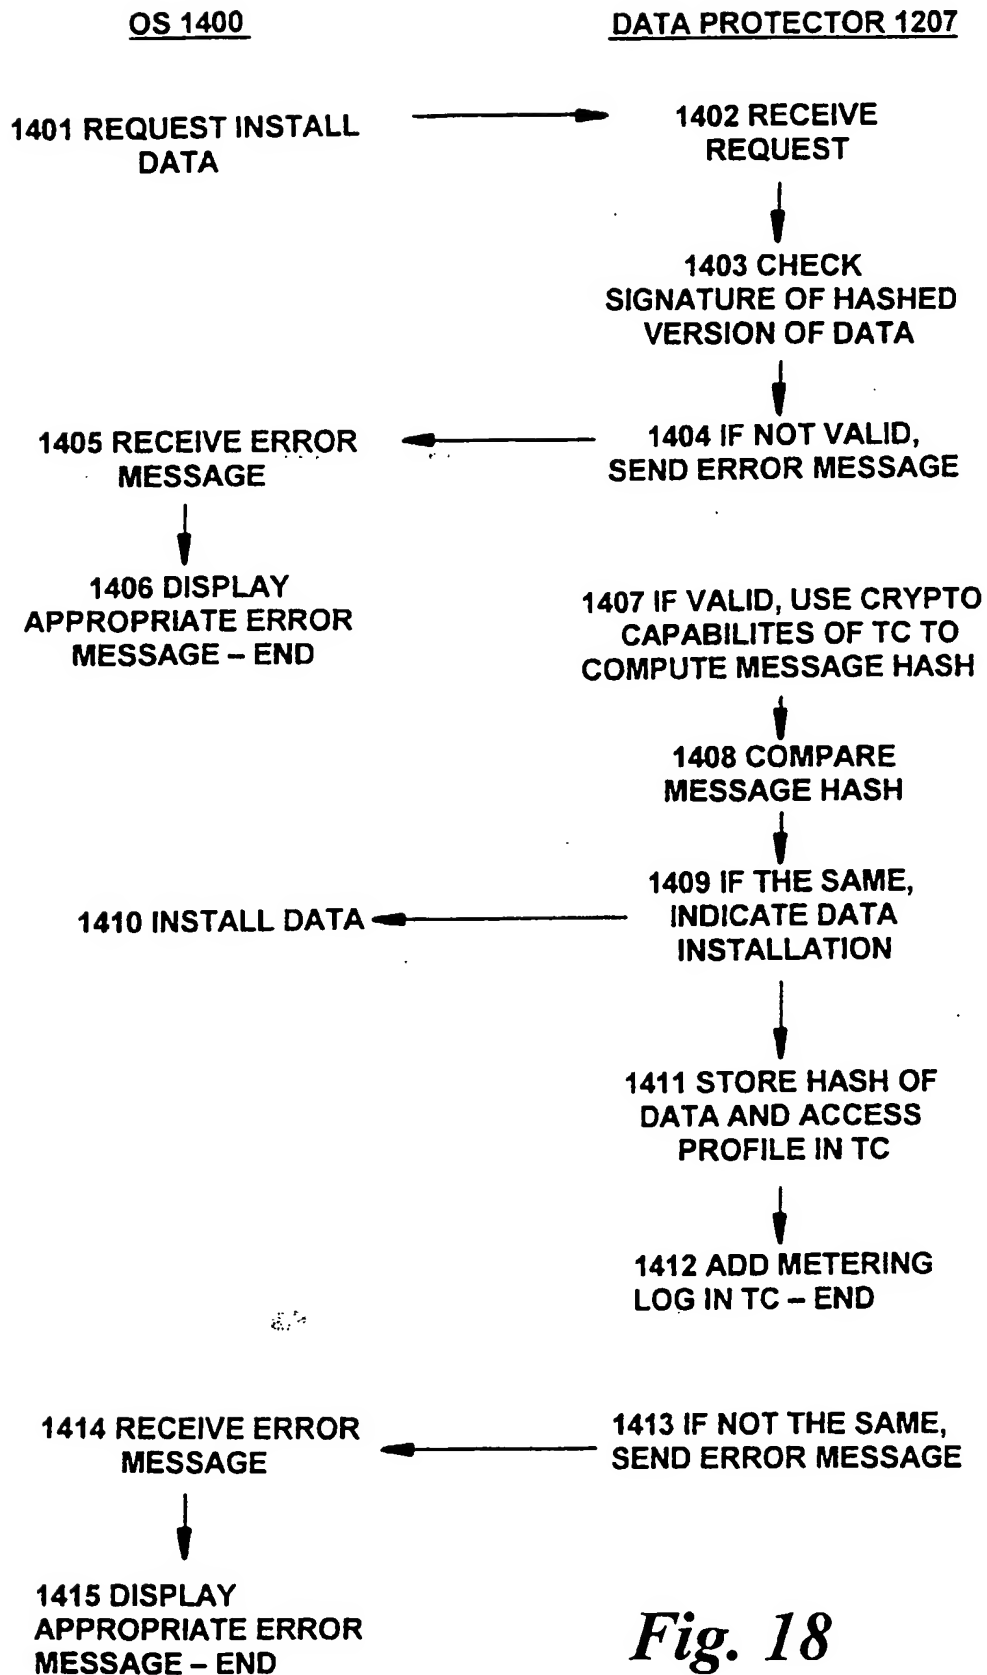 OS 1400
DATA PROTECTOR 1207
1401 REQUEST INSTALL
DATA
1402 RECEIVE
REQUEST
1403 CHECK
SIGNATURE OF HASHED
VERSION OF DATA
1404 IF NOT VALID,
SEND ERROR MESSAGE
1405 RECEIVE ERROR
MESSAGE
1406 DISPLAY
APPROPRIATE ERROR
MESSAGE – END
1407 IF VALID, USE CRYPTO
CAPABILITES OF TC TO
COMPUTE MESSAGE HASH
1408 COMPARE
MESSAGE HASH
1409 IF THE SAME,
INDICATE DATA
INSTALLATION
1410 INSTALL DATA
1411 STORE HASH OF
DATA AND ACCESS
PROFILE IN TC
1412 ADD METERING
LOG IN TC – END
1413 IF NOT THE SAME,
SEND ERROR MESSAGE
1414 RECEIVE ERROR
MESSAGE
1415 DISPLAY
APPROPRIATE ERROR
MESSAGE – END
Fig. 18